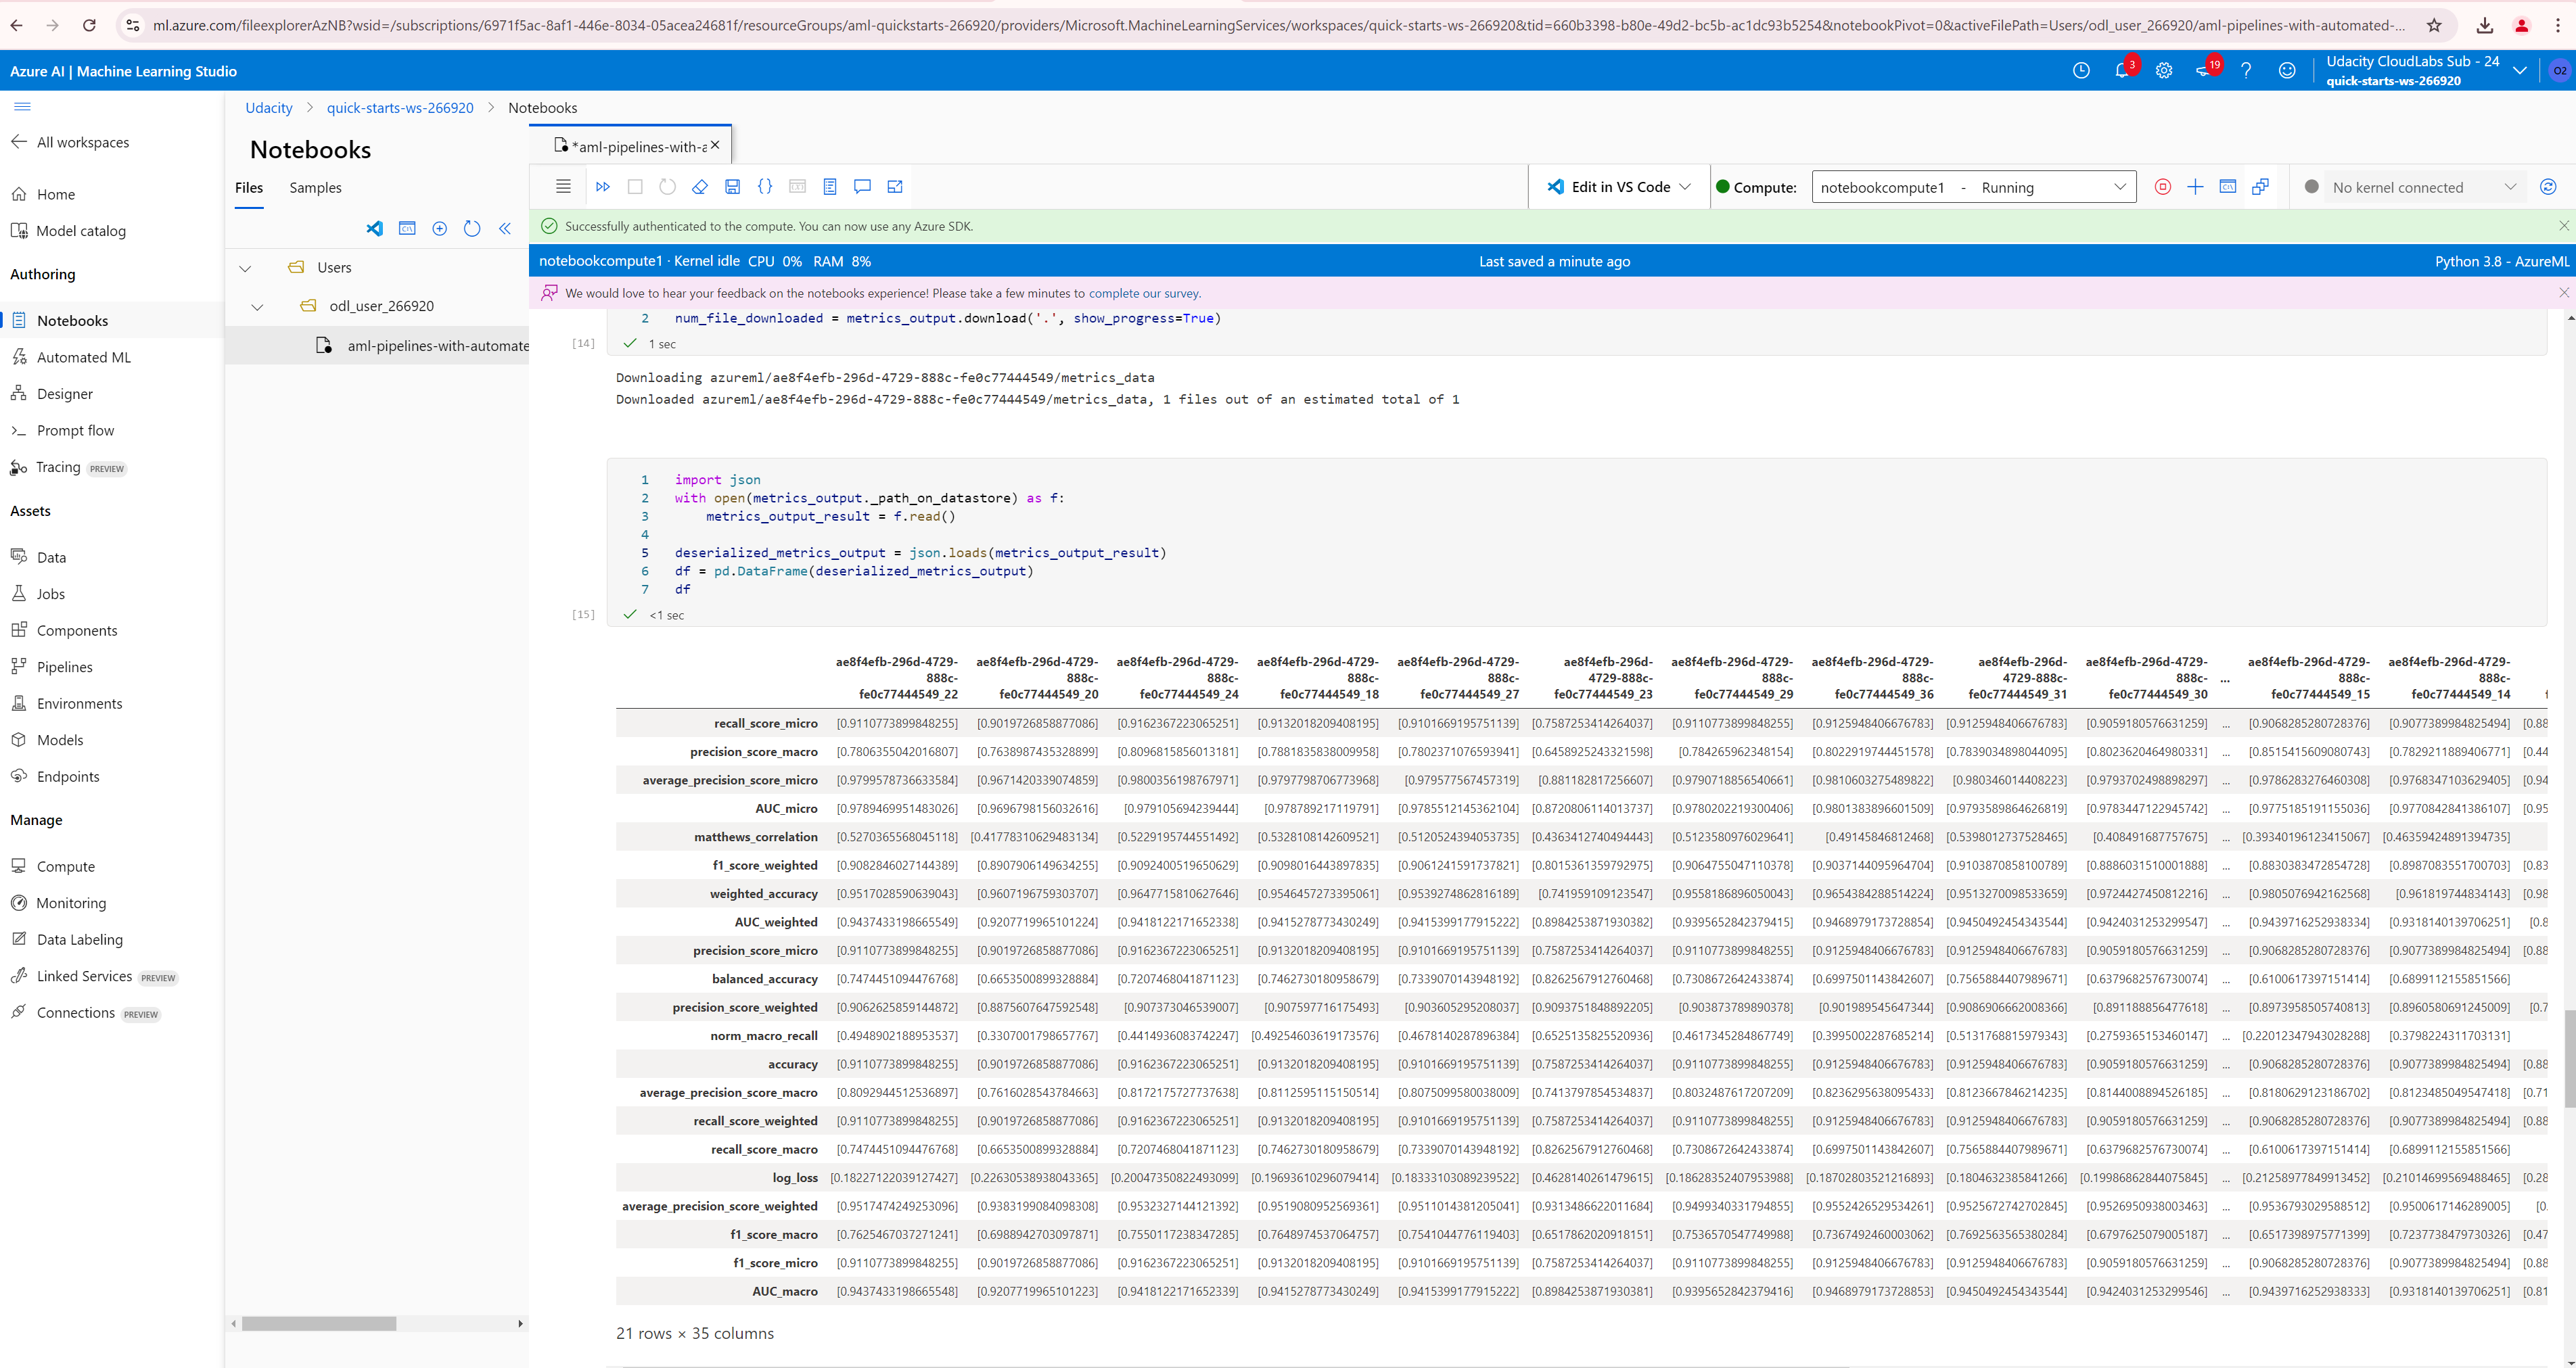 ml.azure.com/fileexplorerAzNB?wsid=/subscriptions/6971f5ac-8af1-446e-8034-05acea24681f/resourceGroups/aml-quickstarts-266920/providers/Microsoft.MachineLearningServices/workspaces/quick-starts-ws-266920&tid=660b3398-b80e-49d2-bc5b-ac1dc93b5254&notebookPivot=0&activeFilePath=Users/odl_user_266920/aml-pipelines-with-automated-...
Azure AI | Machine Learning Studio
3
19
Udacity CloudLabs Sub - 24
quick-starts-ws-266920
O2
Udacity > quick-starts-ws-266920 > Notebooks
All workspaces
Home
Model catalog
Authoring
Notebooks
Automated ML
Designer
Prompt flow
Tracing PREVIEW
Assets
Data
Jobs
Components
Pipelines
Environments
Models
Endpoints
Manage
Compute
Monitoring
Data Labeling
Linked Services PREVIEW
Connections PREVIEW
Notebooks
Files Samples
Users
odl_user_266920
aml-pipelines-with-automate
*aml-pipelines-with-a
Edit in VS Code
Compute: notebookcompute1 - Running
No kernel connected
Successfully authenticated to the compute. You can now use any Azure SDK.
notebookcompute1 · Kernel idle CPU 0% RAM 8% Last saved a minute ago Python 3.8 - AzureML
We would love to hear your feedback on the notebooks experience! Please take a few minutes to complete our survey.
2 num_file_downloaded = metrics_output.download('.', show_progress=True)
[14] 1 sec
Downloading azureml/ae8f4efb-296d-4729-888c-fe0c77444549/metrics_data
Downloaded azureml/ae8f4efb-296d-4729-888c-fe0c77444549/metrics_data, 1 files out of an estimated total of 1
1 import json
2 with open(metrics_output._path_on_datastore) as f:
3 metrics_output_result = f.read()
4
5 deserialized_metrics_output = json.loads(metrics_output_result)
6 df = pd.DataFrame(deserialized_metrics_output)
7 df
[15] <1 sec
ae8f4efb-296d-4729- ae8f4efb-296d-4729- ae8f4efb-296d-4729- ae8f4efb-296d-4729- ae8f4efb-296d-4729- ae8f4efb-296d- ae8f4efb-296d-4729- ae8f4efb-296d-4729- ae8f4efb-296d- ae8f4efb-296d-4729- ae8f4efb-296d-4729- ae8f4efb-296d-4729-
888c- 888c- 888c- 888c- 888c- 4729-888c- 888c- 888c- 4729-888c- 888c- ... 888c- 888c-
fe0c77444549_22 fe0c77444549_20 fe0c77444549_24 fe0c77444549_18 fe0c77444549_27 fe0c77444549_23 fe0c77444549_29 fe0c77444549_36 fe0c77444549_31 fe0c77444549_30 fe0c77444549_15 fe0c77444549_14 f
recall_score_micro [0.9110773899848255] [0.9019726858877086] [0.9162367223065251] [0.9132018209408195] [0.9101669195751139] [0.7587253414264037] [0.9110773899848255] [0.9125948406676783] [0.9125948406676783] [0.9059180576631259] ... [0.9068285280728376] [0.9077389984825494] [0.88
precision_score_macro [0.7806355042016807] [0.7638987435328899] [0.8096815856013181] [0.7881835838009958] [0.7802371076593941] [0.6458925243321598] [0.784265962348154] [0.8022919744451578] [0.7839034898044095] [0.8023620464980331] ... [0.8515415609080743] [0.7829211889406771] [0.44
average_precision_score_micro [0.9799578736633584] [0.9671420339074859] [0.9800356198767971] [0.9797798706773968] [0.979577567457319] [0.881182817256607] [0.9790718856540661] [0.9810603275489822] [0.980346014408223] [0.9793702498898297] ... [0.9786283276460308] [0.9768347103629405] [0.94
AUC_micro [0.978946995148302​6] [0.9696798156032616] [0.979105694239444] [0.978789217119791] [0.9785512145362104] [0.8720806114013737] [0.9780202219300406] [0.9801383896601509] [0.9793589864626819] [0.9783447122945742] ... [0.9775185191155036] [0.9770842841386107] [0.95
matthews_correlation [0.5270365568045118] [0.41778310629483134] [0.5229195744551492] [0.5328108142609521] [0.5120524394053735] [0.4363412740494443] [0.5123580976029641] [0.49145846812468] [0.5398012737528465] [0.408491687757675] ... [0.39340196123415067] [0.46359424891394735]
f1_score_weighted [0.9082846027144389] [0.8907906149634255] [0.9092400519650629] [0.9098016443897835] [0.9061241591737821] [0.8015361359792975] [0.9064755047110378] [0.9037144095964704] [0.9103870858100789] [0.8886031510001888] ... [0.8830383472854728] [0.8987083551700703] [0.83
weighted_accuracy [0.9517028590639043] [0.9607196759303707] [0.9647715810627646] [0.9546457273395061] [0.9539274862816189] [0.741959109123547] [0.9558186896050043] [0.9654384288514224] [0.9513270098533659] [0.9724427450812216] ... [0.9805076942162568] [0.961819744834143] [0.98
AUC_weighted [0.9437433198665549] [0.9207719965101224] [0.9418122171652338] [0.9415278773430249] [0.9415399177915222] [0.8984253871930382] [0.9395652842379415] [0.9468979173728854] [0.9450492454343544] [0.9424031253299547] ... [0.9439716252938334] [0.9318140139706251] [0.8
precision_score_micro [0.9110773899848255] [0.9019726858877086] [0.9162367223065251] [0.9132018209408195] [0.9101669195751139] [0.7587253414264037] [0.9110773899848255] [0.9125948406676783] [0.9125948406676783] [0.9059180576631259] ... [0.9068285280728376] [0.9077389984825494] [0.88
balanced_accuracy [0.7474451094476768] [0.6653500899328884] [0.7207468041871123] [0.7462730180958679] [0.7339070143948192] [0.8262567912760468] [0.7308672642433874] [0.6997501143842607] [0.7565884407989671] [0.6379682576730074] ... [0.6100617397151414] [0.6899112155851566]
precision_score_weighted [0.9062625859144872] [0.8875607647592548] [0.907373046539007] [0.907597716175493] [0.903605295208037] [0.9093751848892205] [0.903873789890378] [0.901989545647344] [0.9086906662008366] [0.891188856477618] ... [0.8973958505740813] [0.8960580691245009] [0.7
norm_macro_recall [0.4948902188953537] [0.3307001798657767] [0.4414936083742247] [0.49254603619173576] [0.4678140287896384] [0.6525135825520936] [0.4617345284867749] [0.3995002287685214] [0.5131768815979343] [0.2759365153460147] ... [0.22012347943028288] [0.3798224311703131]
accuracy [0.9110773899848255] [0.9019726858877086] [0.9162367223065251] [0.9132018209408195] [0.9101669195751139] [0.7587253414264037] [0.9110773899848255] [0.9125948406676783] [0.9125948406676783] [0.9059180576631259] ... [0.9068285280728376] [0.9077389984825494] [0.88
average_precision_score_macro [0.8092944512536897] [0.7616028543784663] [0.8172175727737638] [0.8112595115150514] [0.8075099580038009] [0.7413797854534837] [0.8032487617207209] [0.8236295638095433] [0.8123667846214235] [0.8144008894526185] ... [0.8180629123186702] [0.8123485049547418] [0.71
recall_score_weighted [0.9110773899848255] [0.9019726858877086] [0.9162367223065251] [0.9132018209408195] [0.9101669195751139] [0.7587253414264037] [0.9110773899848255] [0.9125948406676783] [0.9125948406676783] [0.9059180576631259] ... [0.9068285280728376] [0.9077389984825494] [0.88
recall_score_macro [0.7474451094476768] [0.6653500899328884] [0.7207468041871123] [0.7462730180958679] [0.7339070143948192] [0.8262567912760468] [0.7308672642433874] [0.6997501143842607] [0.7565884407989671] [0.6379682576730074] ... [0.6100617397151414] [0.6899112155851566]
log_loss [0.18227122039127427] [0.22630538938043365] [0.20047350822493099] [0.19693610296079414] [0.18333103089239522] [0.4628140261479615] [0.18628352407953988] [0.18702803521216893] [0.1804632385841266] [0.19986862844075845] ... [0.21258977849913452] [0.21014699569488465] [0.28
average_precision_score_weighted [0.9517474249253096] [0.9383199084098308] [0.9532327144121392] [0.9519080952569361] [0.9511014381205041] [0.9313486622011684] [0.9499340331794855] [0.9552426529534261] [0.9525672742702845] [0.9526950938003463] ... [0.9536793029588512] [0.9500617146289005] [0.
f1_score_macro [0.7625467037271241] [0.6988942703097871] [0.7550117238347285] [0.7648974537064757] [0.7541044776119403] [0.6517862020918151] [0.7536570547749988] [0.7367492460003062] [0.7692563565380284] [0.6797625079005187] ... [0.6517398975771399] [0.7237738479730326] [0.47
f1_score_micro [0.9110773899848255] [0.9019726858877086] [0.9162367223065251] [0.9132018209408195] [0.9101669195751139] [0.7587253414264037] [0.9110773899848255] [0.9125948406676783] [0.9125948406676783] [0.9059180576631259] ... [0.9068285280728376] [0.9077389984825494] [0.88
AUC_macro [0.9437433198665548] [0.9207719965101223] [0.9418122171652339] [0.9415278773430249] [0.9415399177915222] [0.8984253871930381] [0.9395652842379416] [0.9468979173728853] [0.9450492454343544] [0.9424031253299546] ... [0.9439716252938333] [0.9318140139706251] [0.81
21 rows × 35 columns